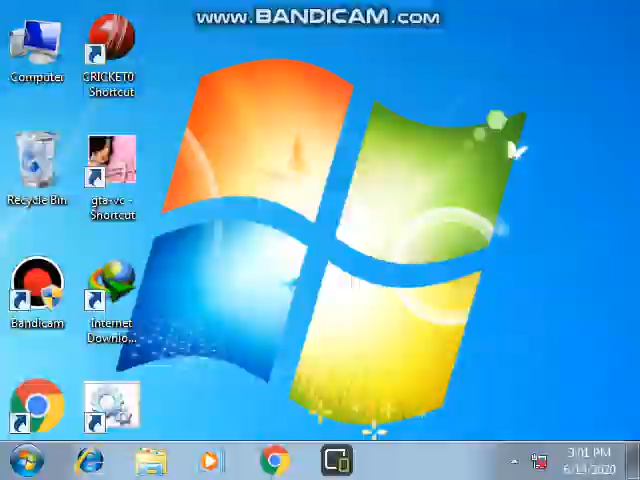 www.BANDICAM.com
Computer
CRICKET0
Shortcut
Recycle Bin
gta-vc -
Shortcut
Bandicam
Internet
Downlo...
3:01 PM